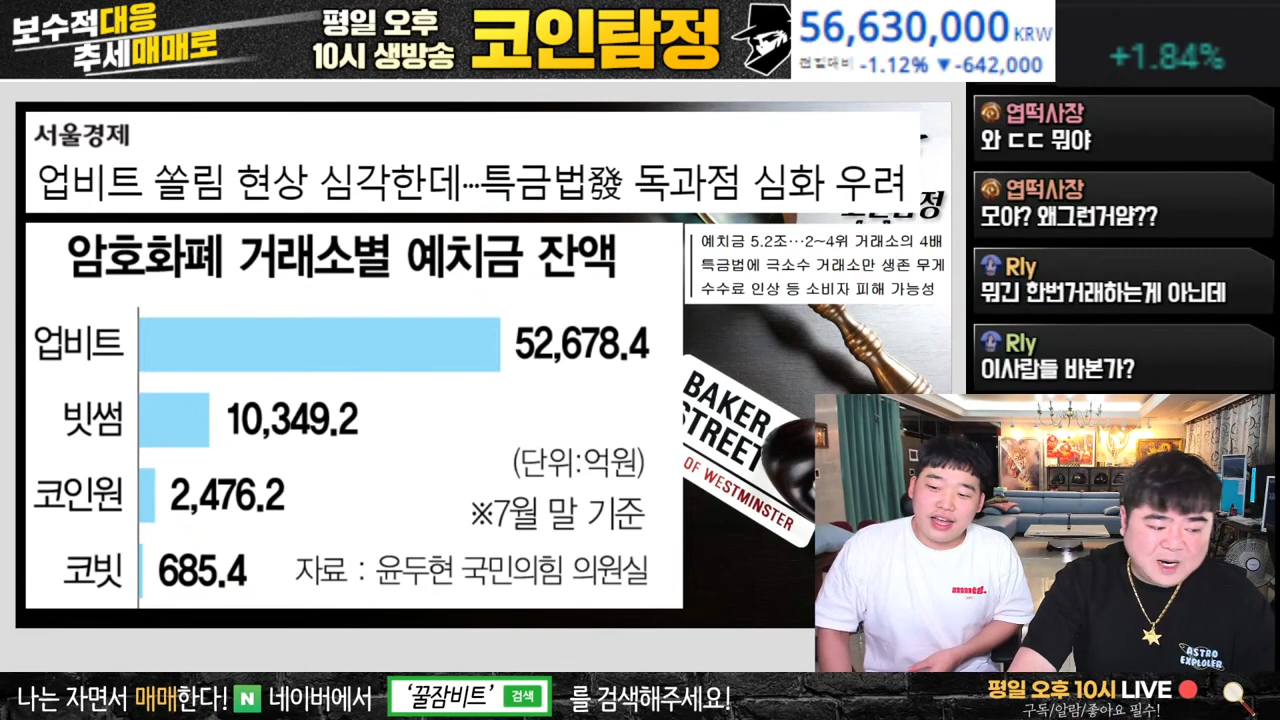 보수적대응
추세매매로
평일 오후
10시 생방송
코인탐정
56,630,000 KRW
전일대비 -1.12% ▼-642,000
+1.84%
서울경제
업비트 쏠림 현상 심각한데…특금법發 독과점 심화 우려
암호화폐 거래소별 예치금 잔액
업비트 52,678.4
빗썸 10,349.2
코인원 2,476.2
코빗 685.4
(단위:억원)
※7월 말 기준
자료 : 윤두현 국민의힘 의원실
예치금 5.2조…2~4위 거래소의 4배
특금법에 극소수 거래소만 생존 무게
수수료 인상 등 소비자 피해 가능성
BAKER
STREET
OF WESTMINSTER
엽떡사장
와 ㄷㄷ 뭐야
엽떡사장
모야? 왜그런거얌??
Rly
뭐긴 한번거래하는게 아닌데
Rly
이사람들 바본가?
mmtg.
ASTRO
EXPLOLER.
나는 자면서 매매한다! N 네이버에서 '꿀잠비트' 검색 를 검색해주세요!
평일 오후 10시 LIVE
구독/알람/좋아요 필수!